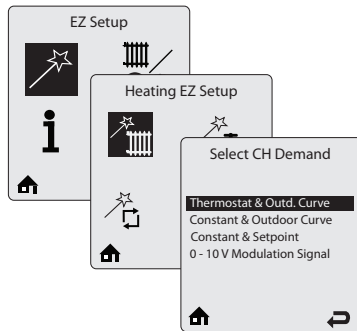 EZ Setup
Heating EZ Setup
Select CH Demand
Thermostat & Outd. Curve
Constant & Outdoor Curve
Constant & Setpoint
0 - 10 V Modulation Signal